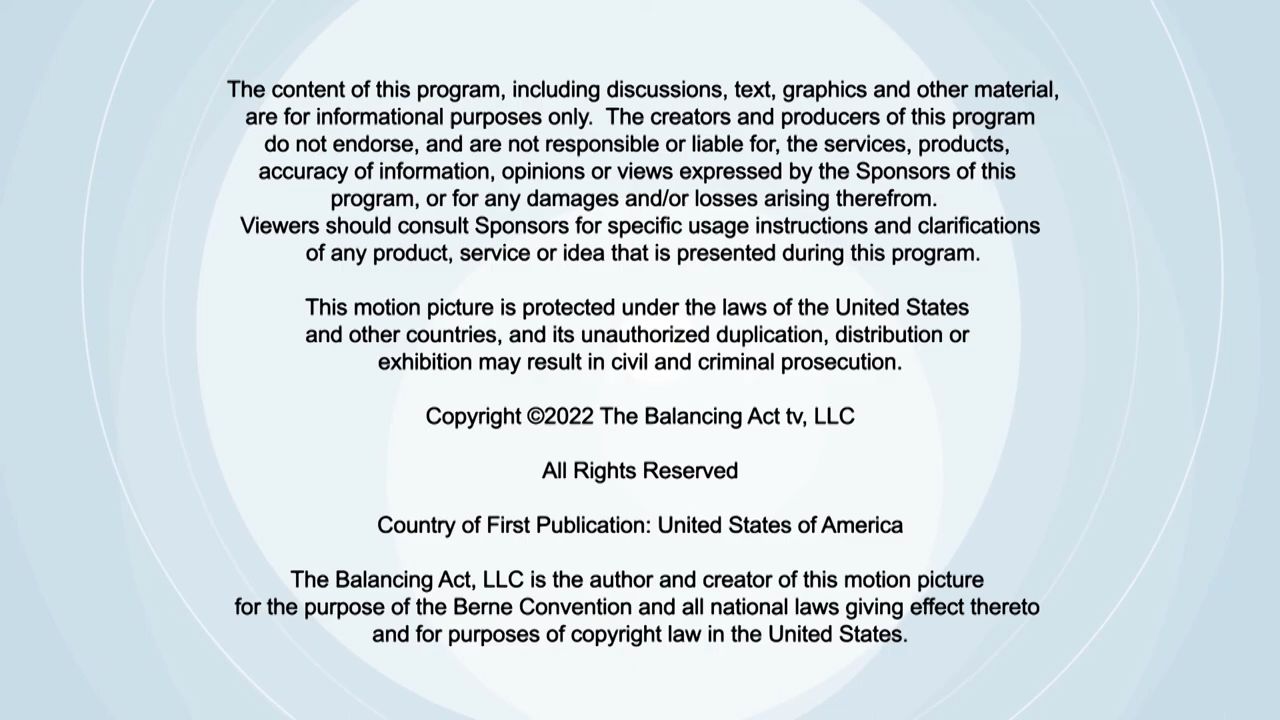 The content of this program, including discussions, text, graphics and other material,
are for informational purposes only.  The creators and producers of this program
do not endorse, and are not responsible or liable for, the services, products,
accuracy of information, opinions or views expressed by the Sponsors of this
program, or for any damages and/or losses arising therefrom.
Viewers should consult Sponsors for specific usage instructions and clarifications
of any product, service or idea that is presented during this program.
This motion picture is protected under the laws of the United States
and other countries, and its unauthorized duplication, distribution or
exhibition may result in civil and criminal prosecution.
Copyright ©2022 The Balancing Act tv, LLC
All Rights Reserved
Country of First Publication: United States of America
The Balancing Act, LLC is the author and creator of this motion picture
for the purpose of the Berne Convention and all national laws giving effect thereto
and for purposes of copyright law in the United States.